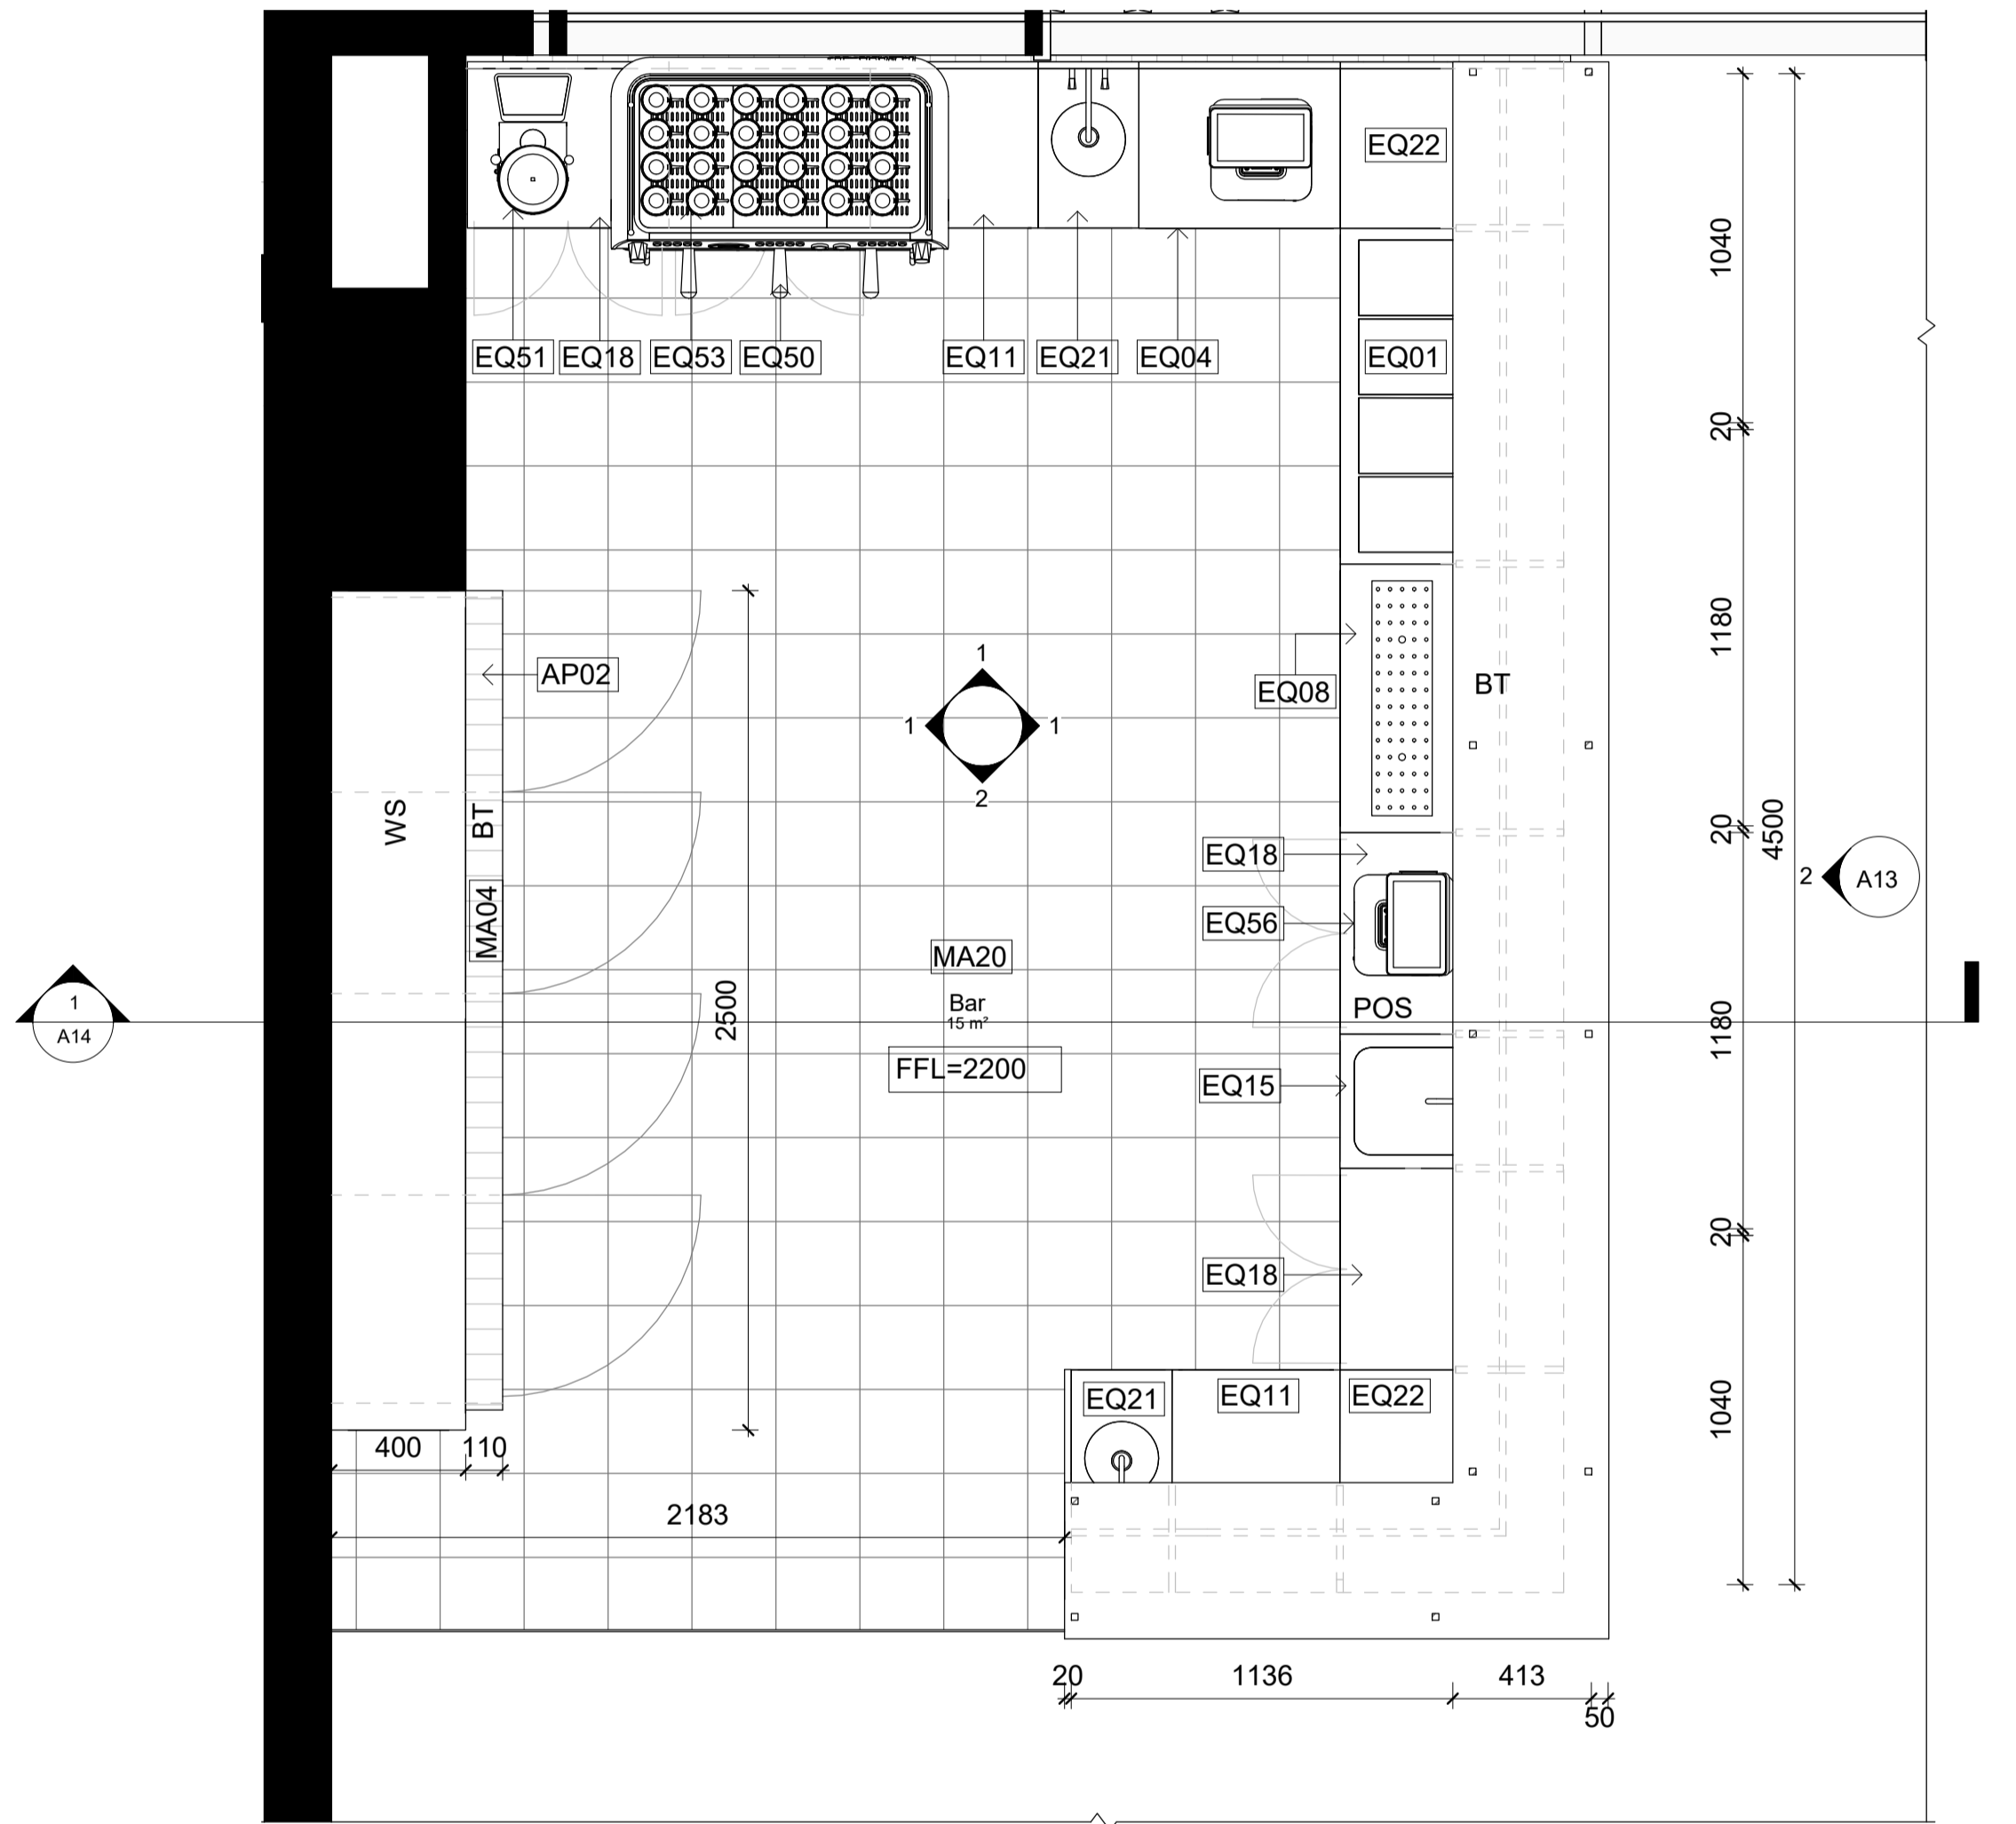 EQ22
1040
EQ51
EQ18
EQ53
EQ50
EQ11
EQ21
EQ04
EQ01
20
1180
1
AP02
EQ08
BT
1
1
2
WS
BT
20
4500
EQ18
MA04
EQ56
2
A13
MA20
2500
Bar
15 m²
POS
1
A14
FFL=2200
1180
EQ15
20
EQ18
EQ21
EQ11
EQ22
1040
400
110
2183
20
1136
413
50